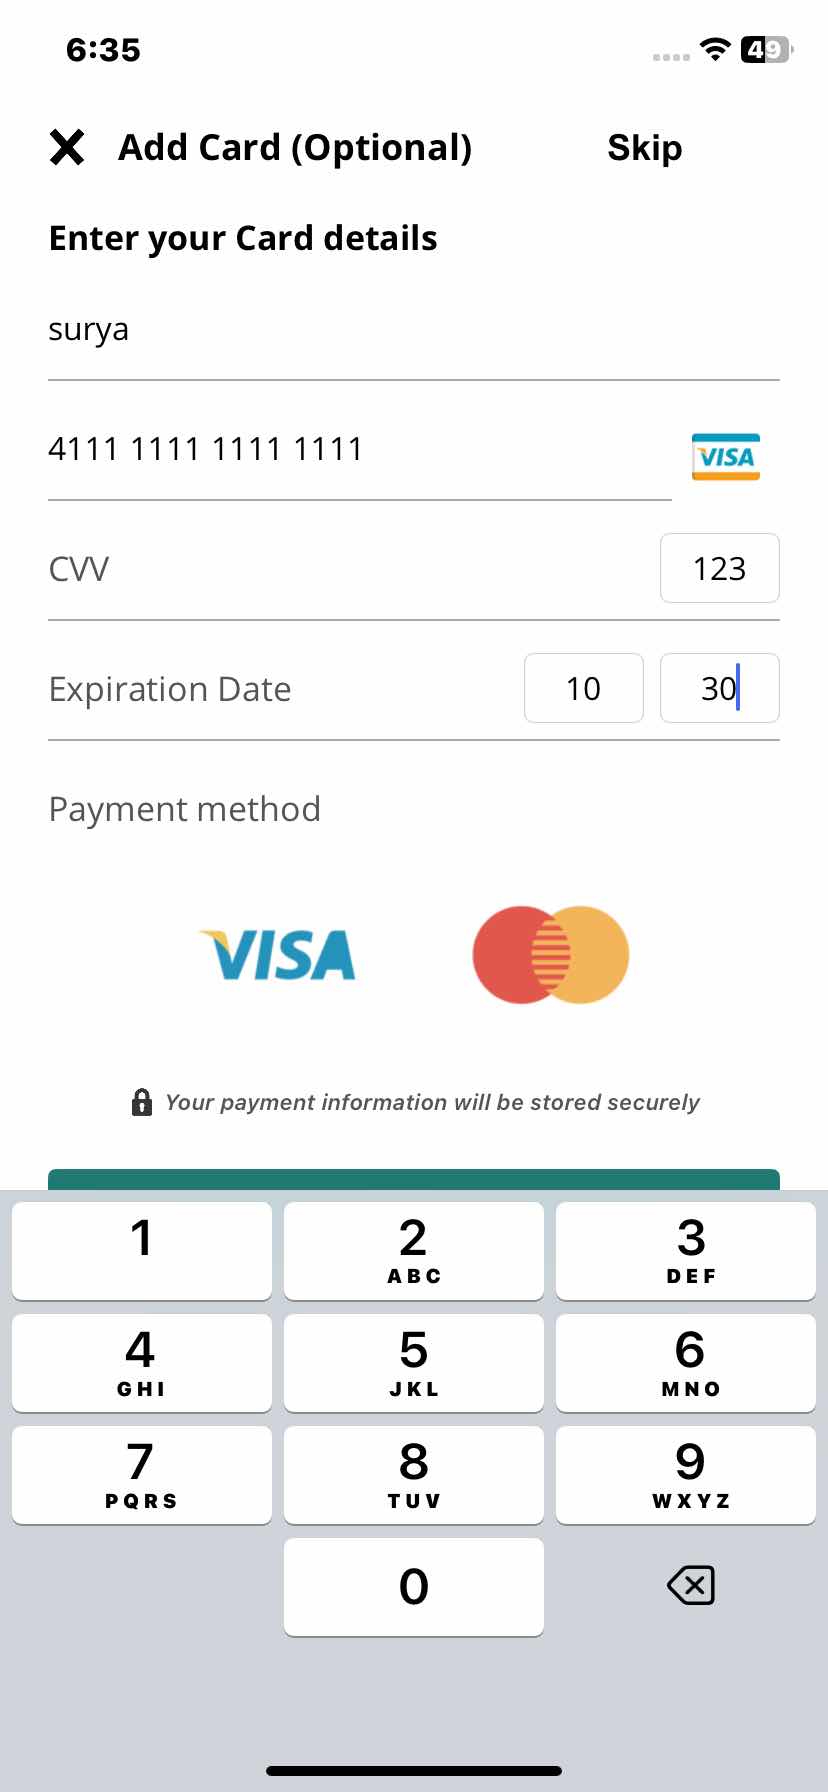 6:35
49
Add Card (Optional) Skip
Enter your Card details
surya
4111 1111 1111 1111 VISA
CVV 123
Expiration Date 10 30
Payment method
VISA
Your payment information will be stored securely
1 2 3
ABC DEF
4 5 6
GHI JKL MNO
7 8 9
PQRS TUV WXYZ
0